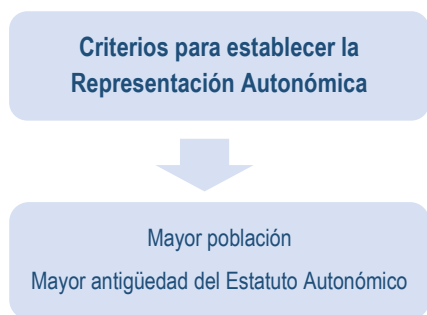 Criterios para establecer la
Representación Autonómica
Mayor población
Mayor antigüedad del Estatuto Autonómico